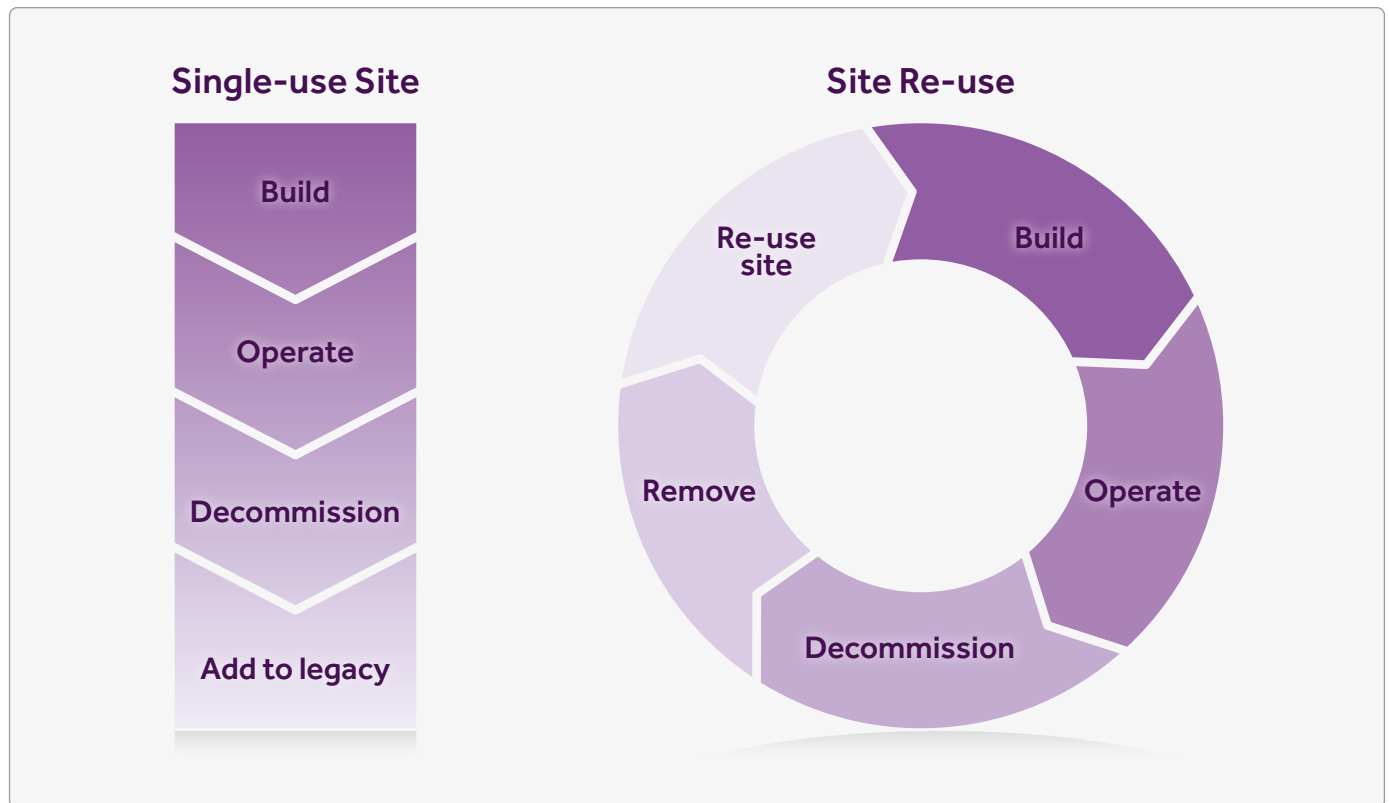 Single-use Site
Build
Operate
Decommission
Add to legacy
Site Re-use
Build
Operate
Decommission
Remove
Re-use
site